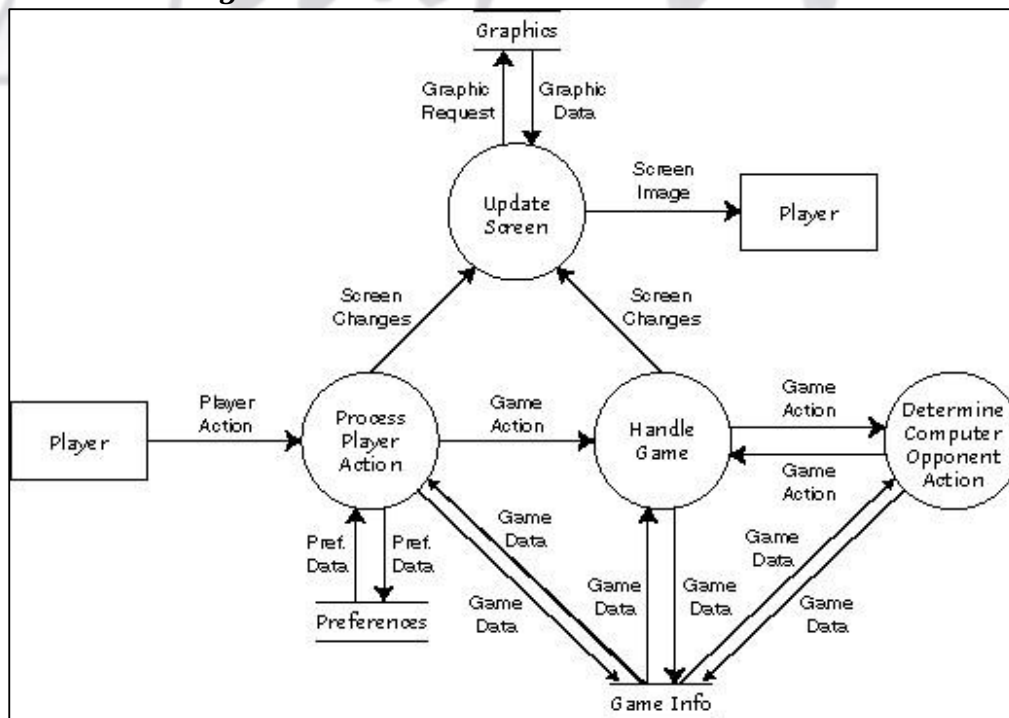 Graphics
Graphic
Request
Graphic
Data
Update
Screen
Screen
Image
Player
Screen
Changes
Screen
Changes
Player
Player
Action
Process
Player
Action
Game
Action
Handle
Game
Game
Action
Game
Action
Determine
Computer
Opponent
Action
Pref.
Data
Pref.
Data
Preferences
Game
Data
Game
Data
Game
Data
Game
Data
Game
Data
Game
Data
Game Info